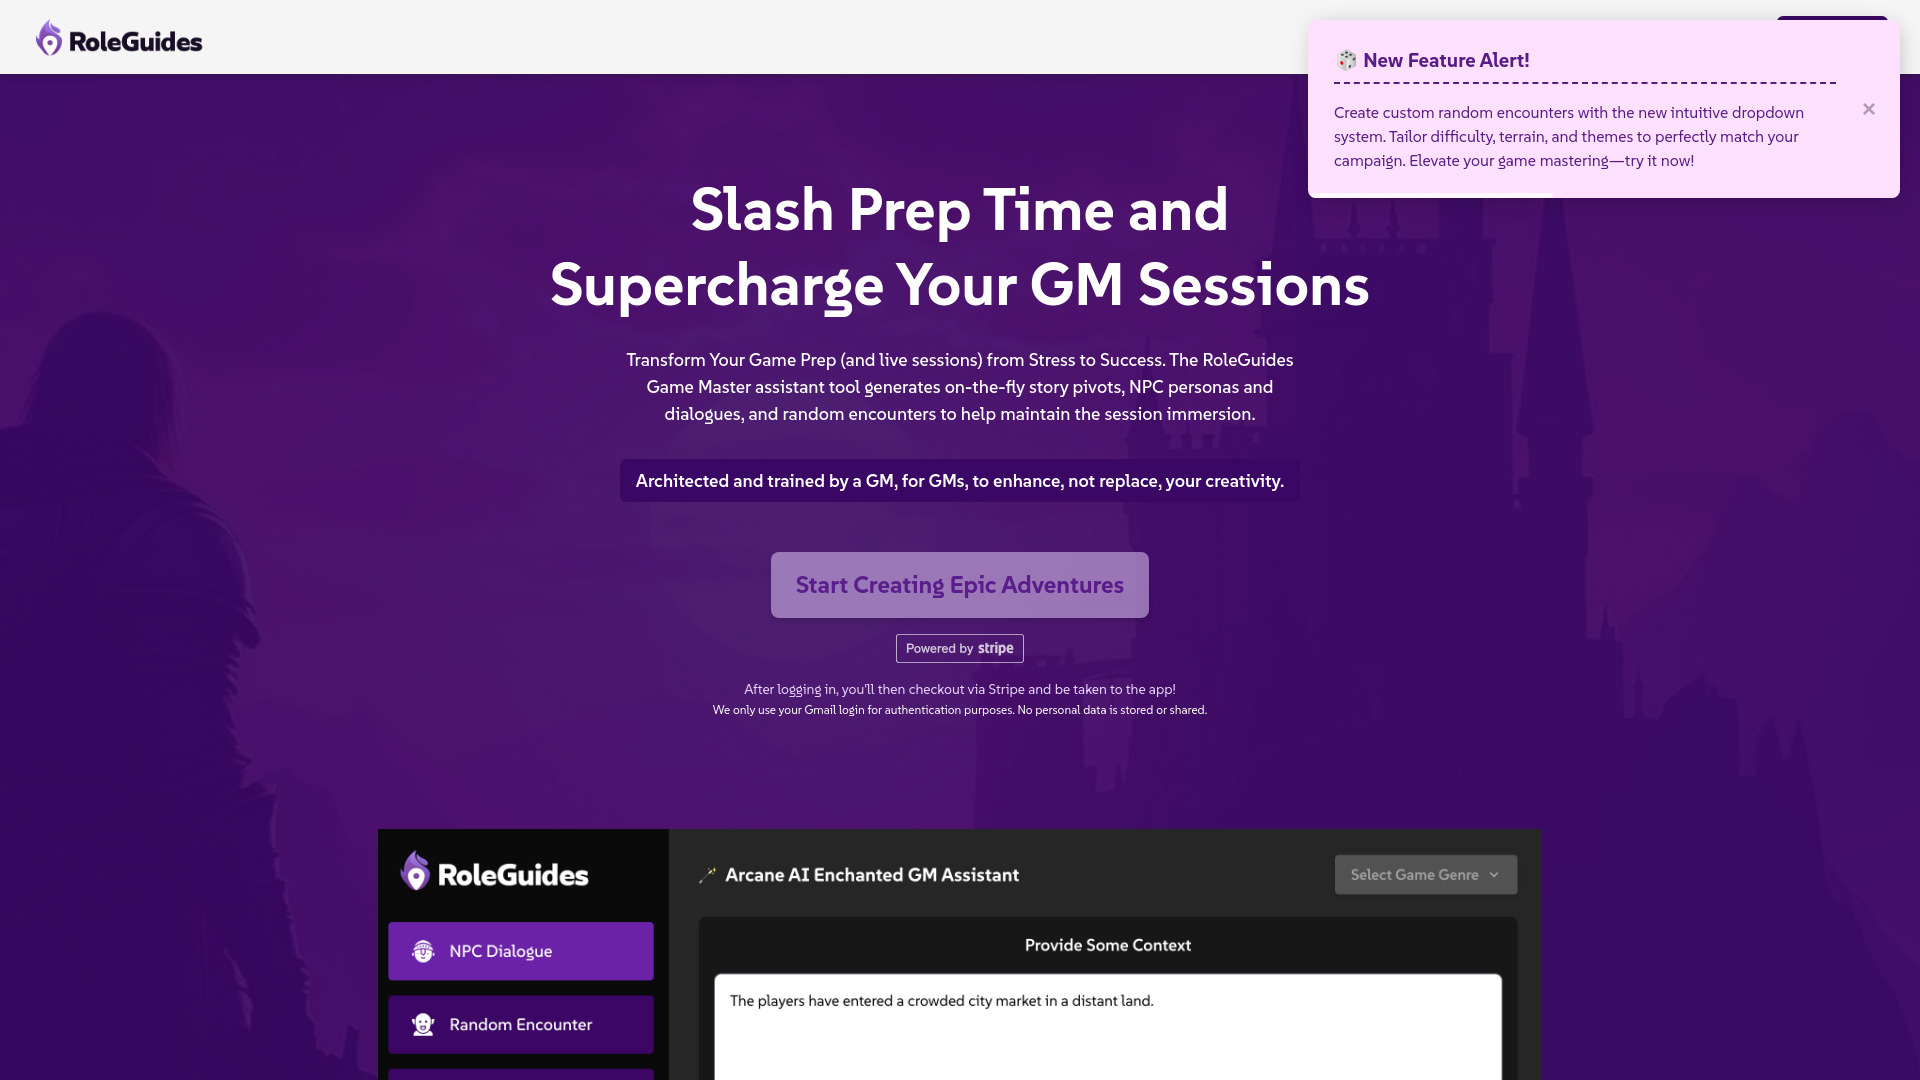 RoleGuides
New Feature Alert!
Create custom random encounters with the new intuitive dropdown
system. Tailor difficulty, terrain, and themes to perfectly match your
campaign. Elevate your game mastering—try it now!
Slash Prep Time and
Supercharge Your GM Sessions
Transform Your Game Prep (and live sessions) from Stress to Success. The RoleGuides
Game Master assistant tool generates on-the-fly story pivots, NPC personas and
dialogues, and random encounters to help maintain the session immersion.
Architected and trained by a GM, for GMs, to enhance, not replace, your creativity.
Start Creating Epic Adventures
Powered by stripe
After logging in, you'll then checkout via Stripe and be taken to the app!
We only use your Gmail login for authentication purposes. No personal data is stored or shared.
RoleGuides
Arcane AI Enchanted GM Assistant
Select Game Genre
Provide Some Context
NPC Dialogue
The players have entered a crowded city market in a distant land.
Random Encounter